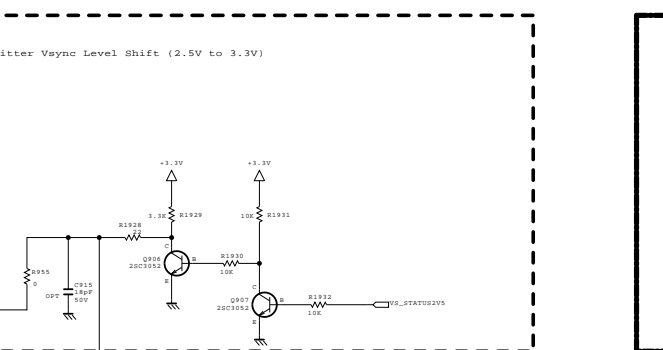 itter Vsync Level Shift (2.5V to 3.3V)
+3.3V
+3.3V
3.3K
R1929
10K
R1931
R1928
22
C
Q906
2SC3052
B
E
R1930
10K
R955
0
OPT
C915
18pF
50V
C
Q907
2SC3052
B
E
R1932
10K
VS_STATUS2V5